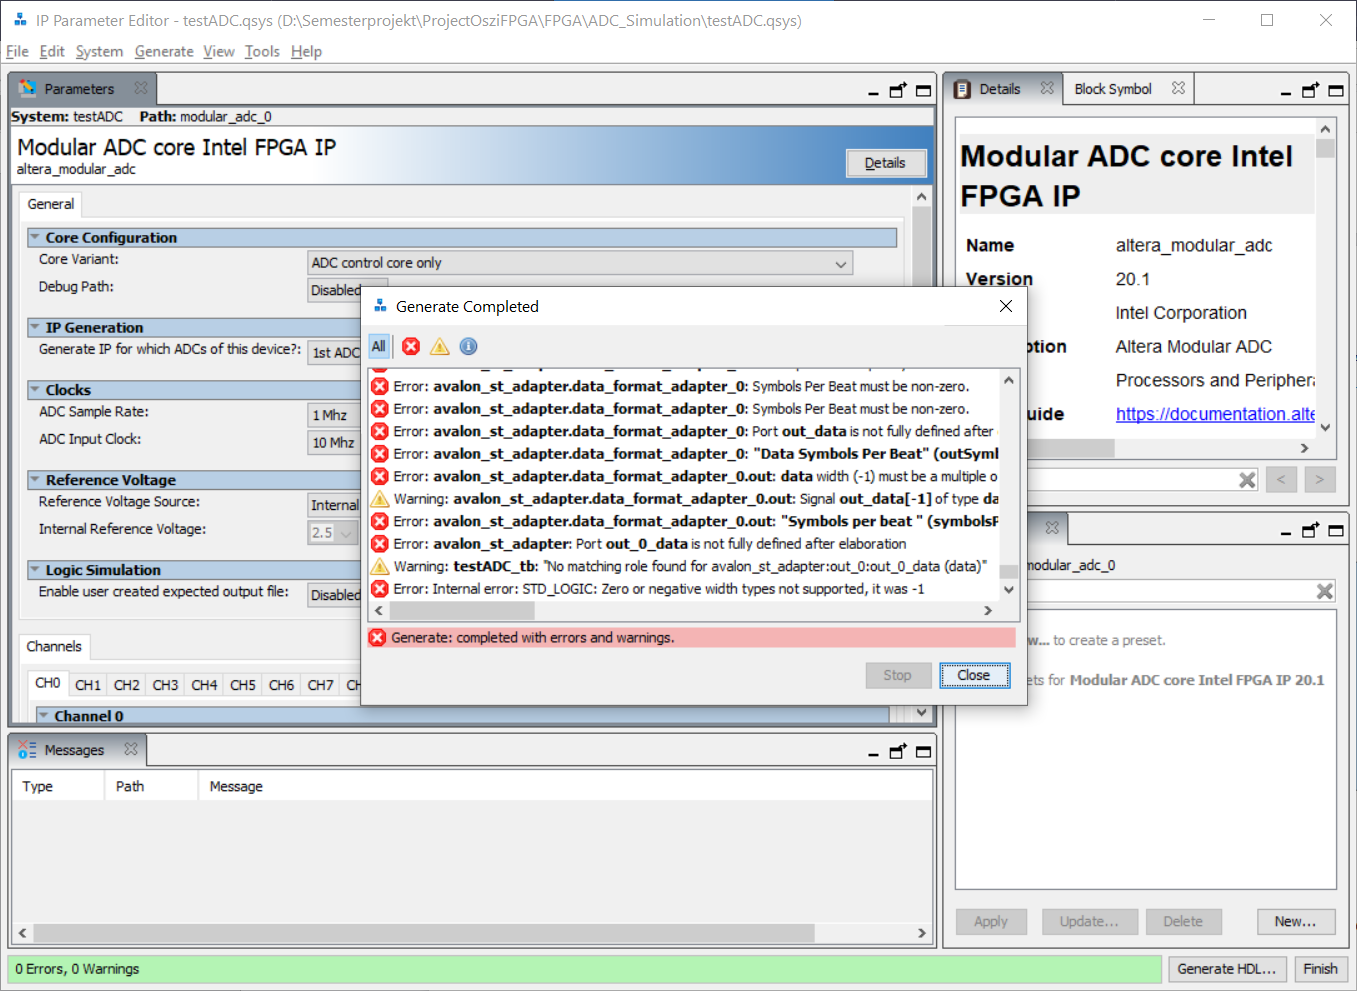 IP Parameter Editor - testADC.qsys (D:\Semesterprojekt\ProjectOsziFPGA\FPGA\ADC_Simulation\testADC.qsys)
File Edit System Generate View Tools Help
Parameters
System: testADC Path: modular_adc_0
Modular ADC core Intel FPGA IP
altera_modular_adc
Details
General
Core Configuration
Core Variant: ADC control core only
Debug Path: Disabled
IP Generation
Generate IP for which ADCs of this device?: 1st ADC
Clocks
ADC Sample Rate: 1 Mhz
ADC Input Clock: 10 Mhz
Reference Voltage
Reference Voltage Source: Internal
Internal Reference Voltage: 2.5
Logic Simulation
Enable user created expected output file: Disabled
Channels
CH0 CH1 CH2 CH3 CH4 CH5 CH6 CH7 CH
Channel 0
Generate Completed
All
Error: avalon_st_adapter.data_format_adapter_0: Symbols Per Beat must be non-zero.
Error: avalon_st_adapter.data_format_adapter_0: Symbols Per Beat must be non-zero.
Error: avalon_st_adapter.data_format_adapter_0: Port out_data is not fully defined after
Error: avalon_st_adapter.data_format_adapter_0: "Data Symbols Per Beat" (outSymb
Error: avalon_st_adapter.data_format_adapter_0.out: data width (-1) must be a multiple o
Warning: avalon_st_adapter.data_format_adapter_0.out: Signal out_data[-1] of type da
Error: avalon_st_adapter.data_format_adapter_0.out: "Symbols per beat " (symbolsP
Error: avalon_st_adapter: Port out_0_data is not fully defined after elaboration
Warning: testADC_tb: "No matching role found for avalon_st_adapter:out_0:out_0_data (data)"
Error: Internal error: STD_LOGIC: Zero or negative width types not supported, it was -1
Generate: completed with errors and warnings.
Stop Close
Messages
Type Path Message
0 Errors, 0 Warnings
Details Block Symbol
Modular ADC core Intel
FPGA IP
Name altera_modular_adc
Version 20.1
Intel Corporation
ption Altera Modular ADC
Processors and Periphera
uide https://documentation.alte
< >
modular_adc_0
w... to create a preset.
ets for Modular ADC core Intel FPGA IP 20.1
Apply Update... Delete New...
Generate HDL... Finish